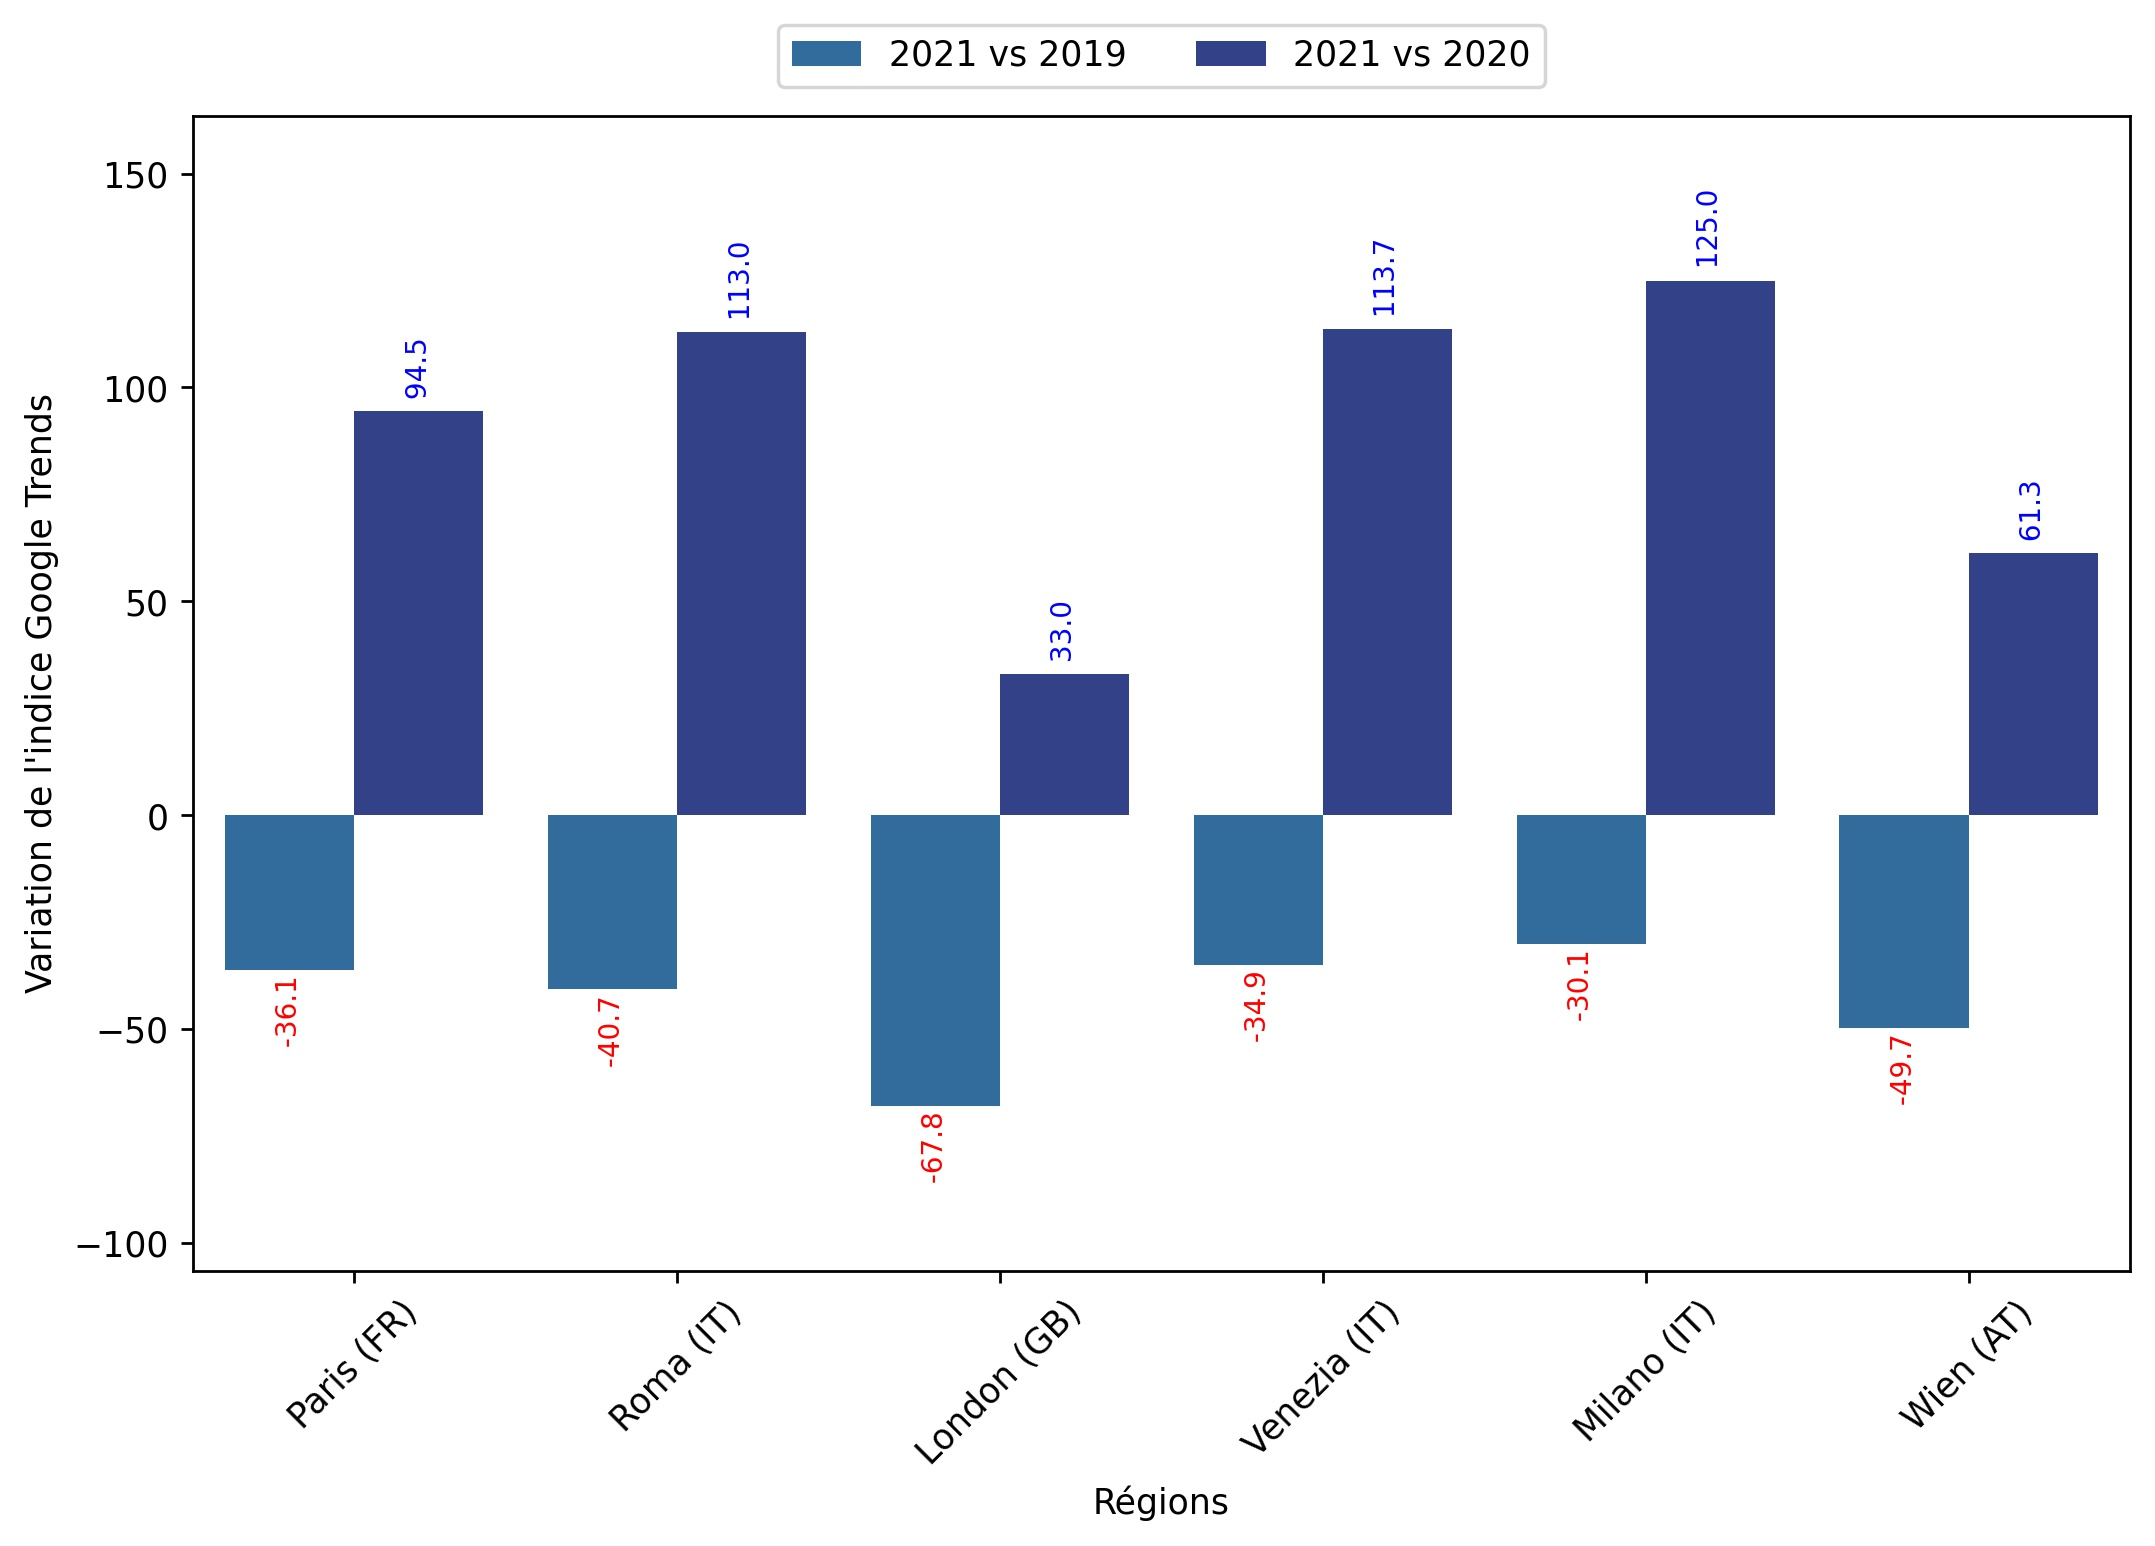 2021 vs 2019
2021 vs 2020
Variation de l'indice Google Trends
150
100
50
0
−50
−100
94.5
113.0
33.0
113.7
125.0
61.3
-36.1
-40.7
-67.8
-34.9
-30.1
-49.7
Paris (FR)
Roma (IT)
London (GB)
Venezia (IT)
Milano (IT)
Wien (AT)
Régions